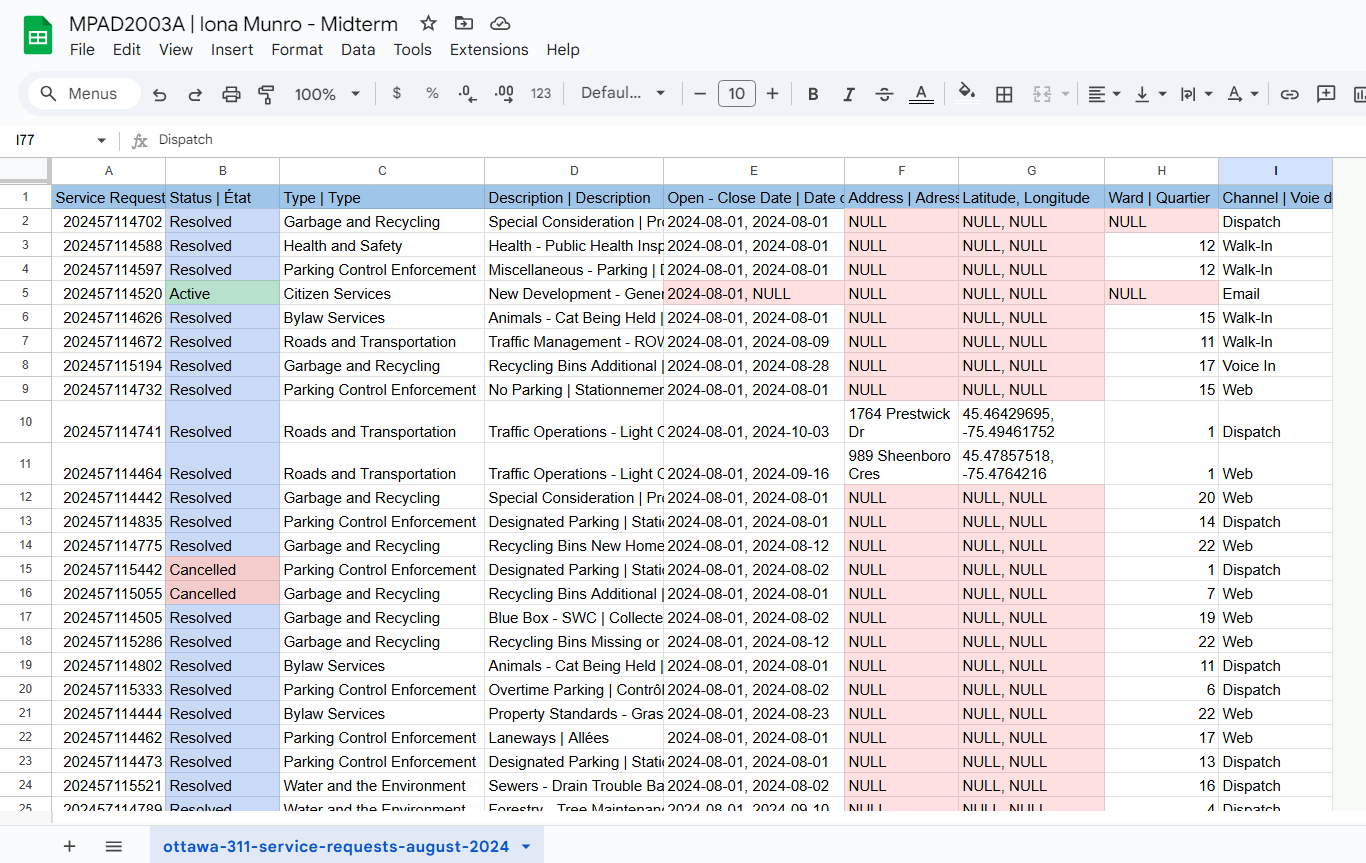 MPAD2003A | Iona Munro - Midterm
File Edit View Insert Format Data Tools Extensions Help
Menus 100% $ % .0 .00 123 Defaul... 10 B I A A
I77 fx Dispatch
A B C D E F G H I
1 Service Request Status | État Type | Type Description | Description Open - Close Date | Date Address | Adress Latitude, Longitude Ward | Quartier Channel | Voie d
2 202457114702 Resolved Garbage and Recycling Special Consideration | Pr 2024-08-01, 2024-08-01 NULL NULL, NULL NULL Dispatch
3 202457114588 Resolved Health and Safety Health - Public Health Insp 2024-08-01, 2024-08-01 NULL NULL, NULL 12 Walk-In
4 202457114597 Resolved Parking Control Enforcement Miscellaneous - Parking | 2024-08-01, 2024-08-01 NULL NULL, NULL 12 Walk-In
5 202457114520 Active Citizen Services New Development - Gene 2024-08-01, NULL NULL NULL, NULL NULL Email
6 202457114626 Resolved Bylaw Services Animals - Cat Being Held | 2024-08-01, 2024-08-01 NULL NULL, NULL 15 Walk-In
7 202457114672 Resolved Roads and Transportation Traffic Management - ROW 2024-08-01, 2024-08-09 NULL NULL, NULL 11 Walk-In
8 202457115194 Resolved Garbage and Recycling Recycling Bins Additional | 2024-08-01, 2024-08-28 NULL NULL, NULL 17 Voice In
9 202457114732 Resolved Parking Control Enforcement No Parking | Stationnemen 2024-08-01, 2024-08-01 NULL NULL, NULL 15 Web
1764 Prestwick 45.46429695,
10 202457114741 Resolved Roads and Transportation Traffic Operations - Light 2024-08-01, 2024-10-03 Dr -75.49461752 1 Dispatch
989 Sheenboro 45.47857518,
11 202457114464 Resolved Roads and Transportation Traffic Operations - Light 2024-08-01, 2024-09-16 Cres -75.4764216 1 Web
12 202457114442 Resolved Garbage and Recycling Special Consideration | Pr 2024-08-01, 2024-08-01 NULL NULL, NULL 20 Web
13 202457114835 Resolved Parking Control Enforcement Designated Parking | Stati 2024-08-01, 2024-08-01 NULL NULL, NULL 14 Dispatch
14 202457114775 Resolved Garbage and Recycling Recycling Bins New Home 2024-08-01, 2024-08-12 NULL NULL, NULL 22 Web
15 202457115442 Cancelled Parking Control Enforcement Designated Parking | Stati 2024-08-01, 2024-08-02 NULL NULL, NULL 1 Dispatch
16 202457115055 Cancelled Garbage and Recycling Recycling Bins Additional | 2024-08-01, 2024-08-01 NULL NULL, NULL 7 Web
17 202457114505 Resolved Garbage and Recycling Blue Box - SWC | Collecte 2024-08-01, 2024-08-02 NULL NULL, NULL 19 Web
18 202457115286 Resolved Garbage and Recycling Recycling Bins Missing or 2024-08-01, 2024-08-12 NULL NULL, NULL 22 Web
19 202457114802 Resolved Bylaw Services Animals - Cat Being Held | 2024-08-01, 2024-08-01 NULL NULL, NULL 11 Dispatch
20 202457115333 Resolved Parking Control Enforcement Overtime Parking | Contrôl 2024-08-01, 2024-08-02 NULL NULL, NULL 6 Dispatch
21 202457114444 Resolved Bylaw Services Property Standards - Gras 2024-08-01, 2024-08-23 NULL NULL, NULL 22 Web
22 202457114462 Resolved Parking Control Enforcement Laneways | Allées 2024-08-01, 2024-08-01 NULL NULL, NULL 17 Web
23 202457114473 Resolved Parking Control Enforcement Designated Parking | Stati 2024-08-01, 2024-08-01 NULL NULL, NULL 13 Dispatch
24 202457115521 Resolved Water and the Environment Sewers - Drain Trouble Ba 2024-08-01, 2024-08-02 NULL NULL, NULL 16 Dispatch
25 202457114789 Resolved Water and the Environment Forestry - Tree Maintenan 2024-08-01, 2024-09-10 NULL NULL, NULL 4 Dispatch
ottawa-311-service-requests-august-2024